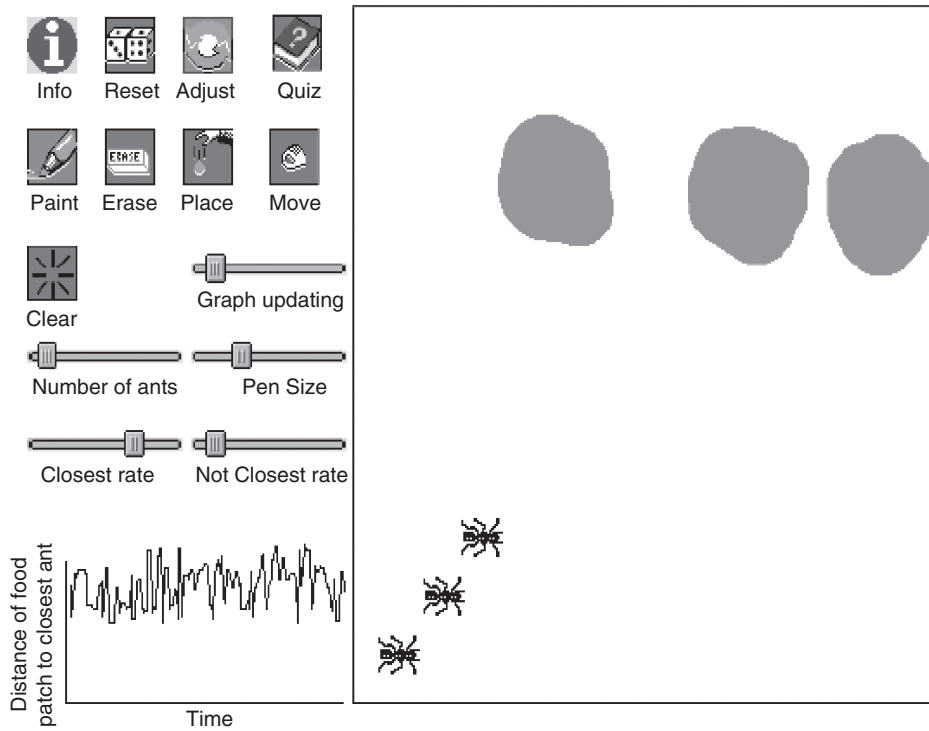 Info
Reset
Adjust
Quiz
ERASE
Paint
Erase
Place
Move
Clear
Graph updating
Number of ants
Pen Size
Closest rate
Not Closest rate
Distance of food
patch to closest ant
Time